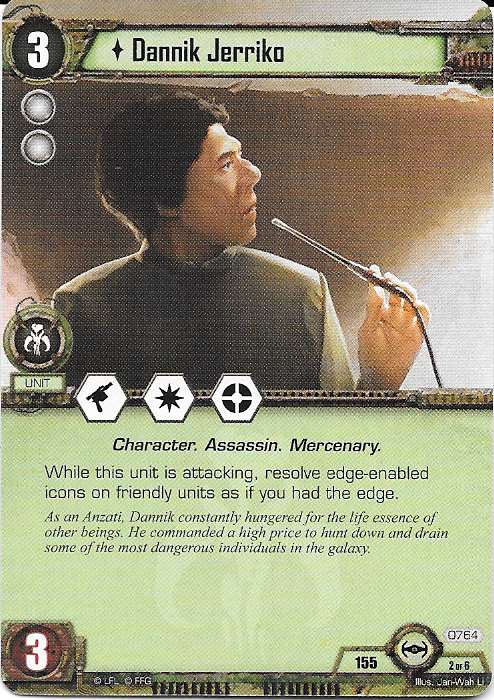 3
Dannik Jerriko
UNIT
Character. Assassin. Mercenary.
While this unit is attacking, resolve edge-enabled
icons on friendly units as if you had the edge.
As an Anzati, Dannik constantly hungered for the life essence of
other beings. He commanded a high price to hunt down and drain
some of the most dangerous individuals in the galaxy.
3
0764
155
2 OF 6
© LFL © FFG
Illus. Jan-Wah Li